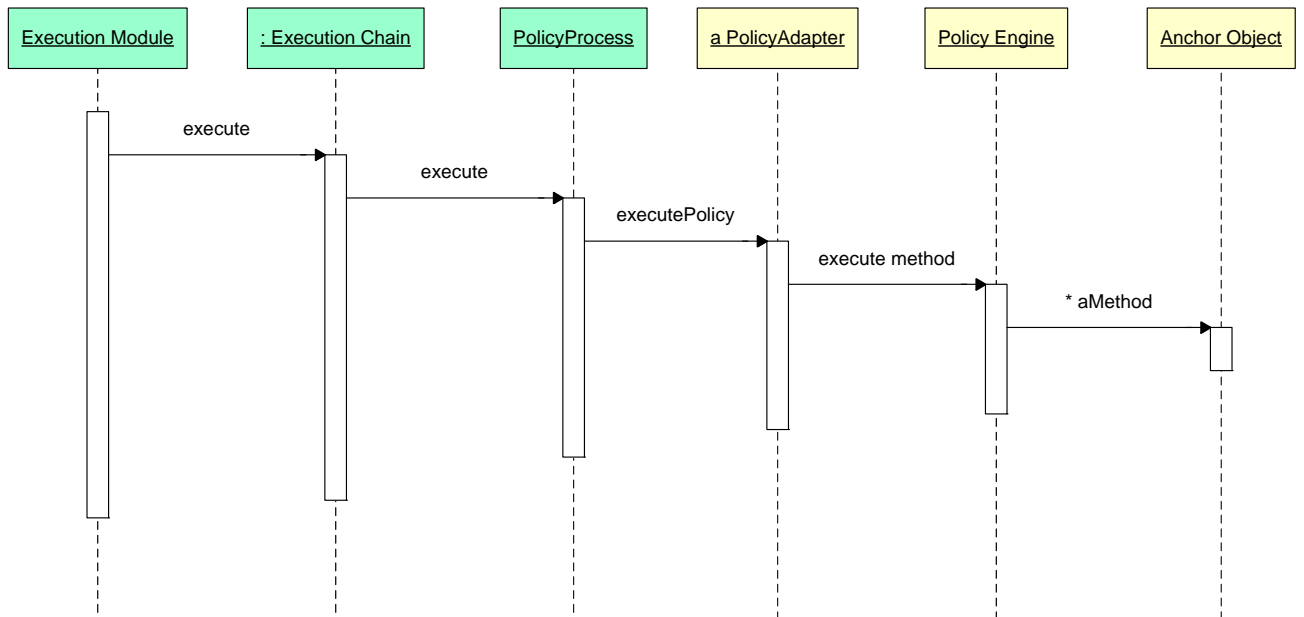 Execution Module
: Execution Chain
PolicyProcess
a PolicyAdapter
Policy Engine
Anchor Object
execute
execute
executePolicy
execute method
* aMethod